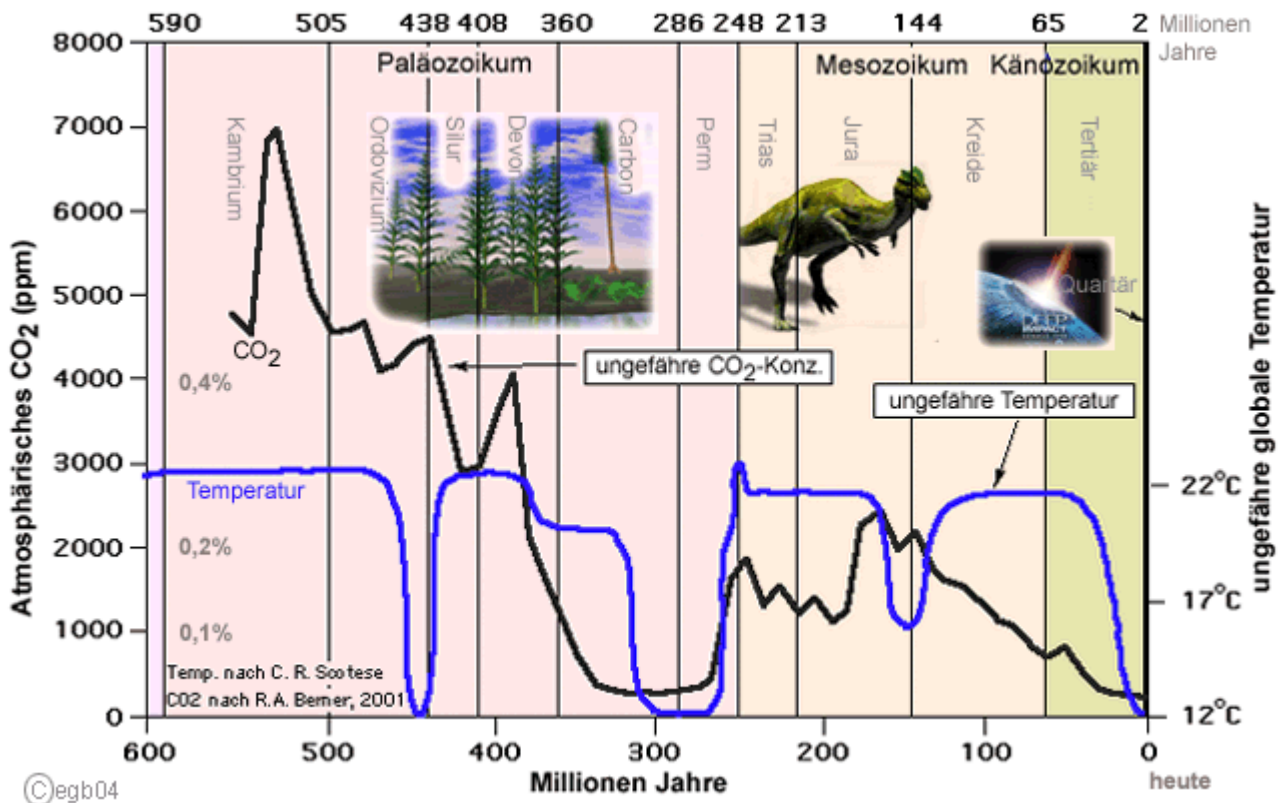 590 505 438 408 360 286 248 213 144 65 2 Millionen
Jahre
8000
7000
6000
5000
4000
3000
2000
1000
0
Atmosphärisches CO2 (ppm)
Paläozoikum
Mesozoikum
Känozoikum
Kambrium
Ordovizium
Silur
Devon
Carbon
Perm
Trias
Jura
Kreide
Tertiär
Quartär
DEEP
IMPACT
CO2
ungefähre CO2-Konz.
ungefähre Temperatur
0,4%
Temperatur
0,2%
0,1%
Temp. nach C. R. Scotese
CO2 nach R.A. Berner, 2001
22°C
17°C
12°C
ungefähre globale Temperatur
600 500 400 300 200 100 0
Millionen Jahre
heute
©egb04